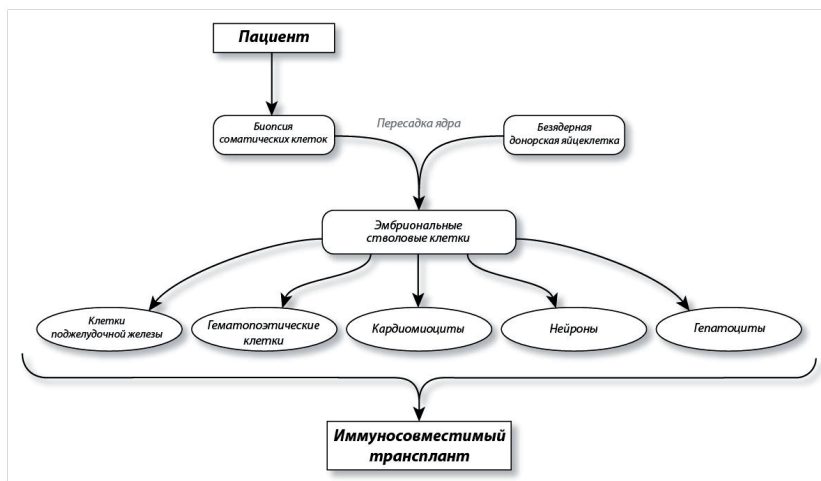 Пациент
Биопсия
соматических клеток
Пересадка ядра
Безядерная
донорская яйцеклетка
Эмбриональные
стволовые клетки
Клетки
поджелудочной железы
Гематопоэтические
клетки
Кардиомиоциты
Нейроны
Гепатоциты
Иммуносовместимый
трансплант